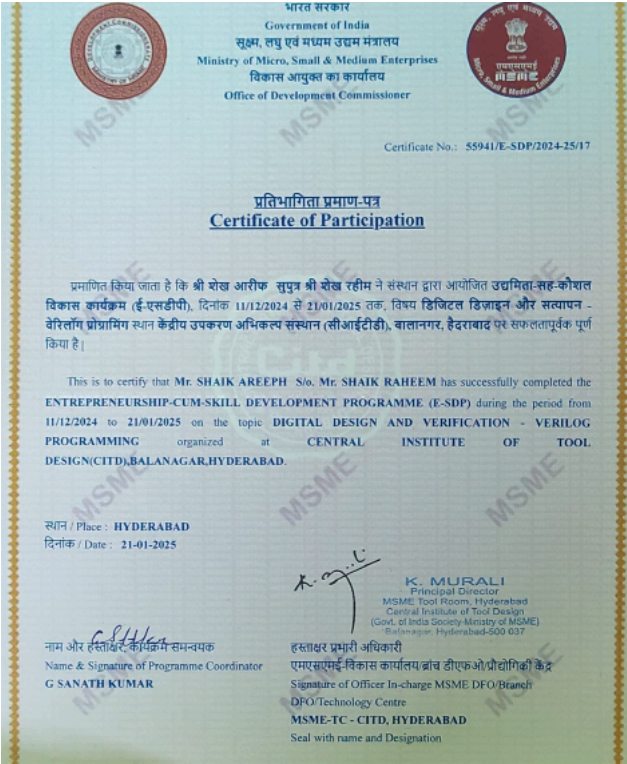 भारत सरकार
Government of India
सूक्ष्म, लघु एवं मध्यम उद्यम मंत्रालय
Ministry of Micro, Small & Medium Enterprises
विकास आयुक्त का कार्यालय
Office of Development Commissioner
एमएसएमई
MSME
Micro, Small & Medium Enterprises
Certificate No.: 55941/E-SDP/2024-25/17
प्रतिभागिता प्रमाण-पत्र
Certificate of Participation
प्रमाणित किया जाता है कि श्री शेख आरीफ सुपुत्र श्री शेख रहीम ने संस्थान द्वारा आयोजित उद्यमिता-सह-कौशल
विकास कार्यक्रम (ई-एसडीपी), दिनांक 11/12/2024 से 21/01/2025 तक, विषय डिजिटल डिज़ाइन और सत्यापन -
वेरिलॉग प्रोग्रामिंग स्थान केंद्रीय उपकरण अभिकल्प संस्थान (सीआईटीडी), बालानगर, हैदराबाद पर सफलतापूर्वक पूर्ण
किया है|
This is to certify that Mr. SHAIK AREEPH S/o. Mr. SHAIK RAHEEM has successfully completed the
ENTREPRENEURSHIP-CUM-SKILL DEVELOPMENT PROGRAMME (E-SDP) during the period from
11/12/2024 to 21/01/2025 on the topic DIGITAL DESIGN AND VERIFICATION - VERILOG
PROGRAMMING organized at CENTRAL INSTITUTE OF TOOL
DESIGN(CITD),BALANAGAR,HYDERABAD.
स्थान / Place : HYDERABAD
दिनांक / Date : 21-01-2025
K. MURALI
Principal Director
MSME Tool Room, Hyderabad
Central Institute of Tool Design
(Govt. of India Society-Ministry of MSME)
Balanagar, Hyderabad-500 037
नाम और हस्ताक्षर, कार्यक्रम समन्वयक
Name & Signature of Programme Coordinator
G SANATH KUMAR
हस्ताक्षर प्रभारी अधिकारी
एमएसएमई-विकास कार्यालय/ब्रांच डीएफओ/प्रौद्योगिकी केंद्र
Signature of Officer In-charge MSME DFO/Branch
DFO/Technology Centre
MSME-TC - CITD, HYDERABAD
Seal with name and Designation